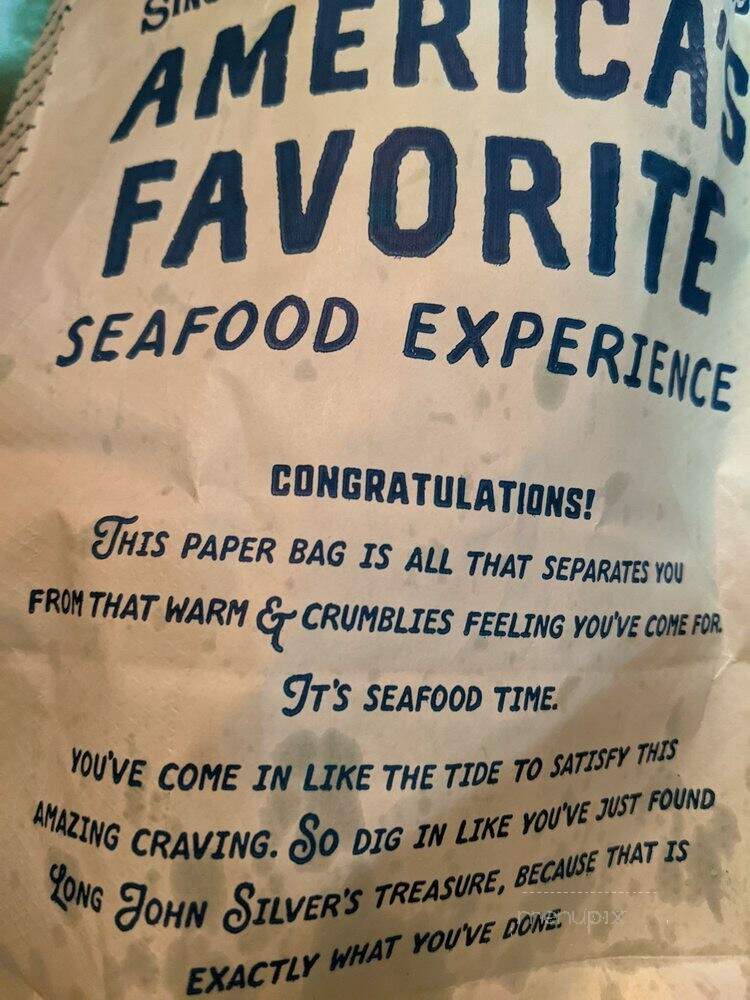 AMERICA'S
FAVORITE
SEAFOOD EXPERIENCE
CONGRATULATIONS!
THIS PAPER BAG IS ALL THAT SEPARATES YOU
FROM THAT WARM & CRUMBLIES FEELING YOU'VE COME FOR.
IT'S SEAFOOD TIME.
YOU'VE COME IN LIKE THE TIDE TO SATISFY THIS
AMAZING CRAVING. SO DIG IN LIKE YOU'VE JUST FOUND
LONG JOHN SILVER'S TREASURE, BECAUSE THAT IS
menupix
EXACTLY WHAT YOU'VE DONE.